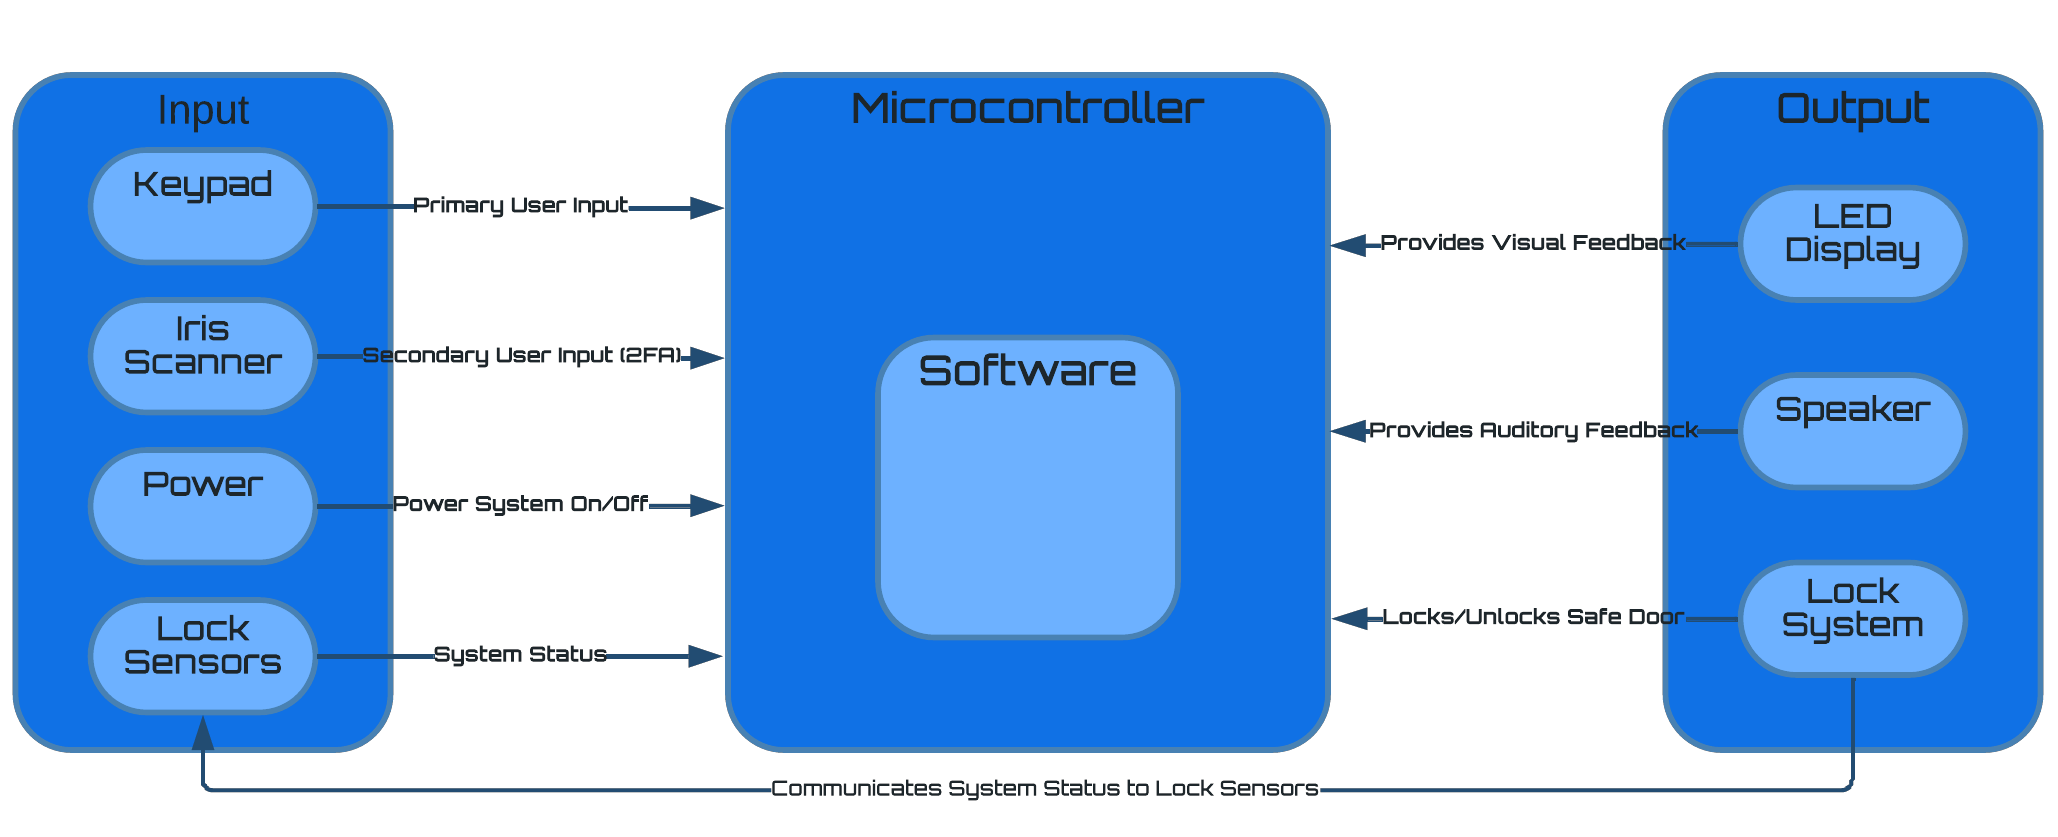 Input
Keypad
Primary User Input
Iris
Scanner
Secondary User Input (2FA)
Power
Power System On/Off
Lock
Sensors
System Status
Microcontroller
Software
Output
LED
Display
Provides Visual Feedback
Speaker
Provides Auditory Feedback
Lock
System
Locks/Unlocks Safe Door
Communicates System Status to Lock Sensors